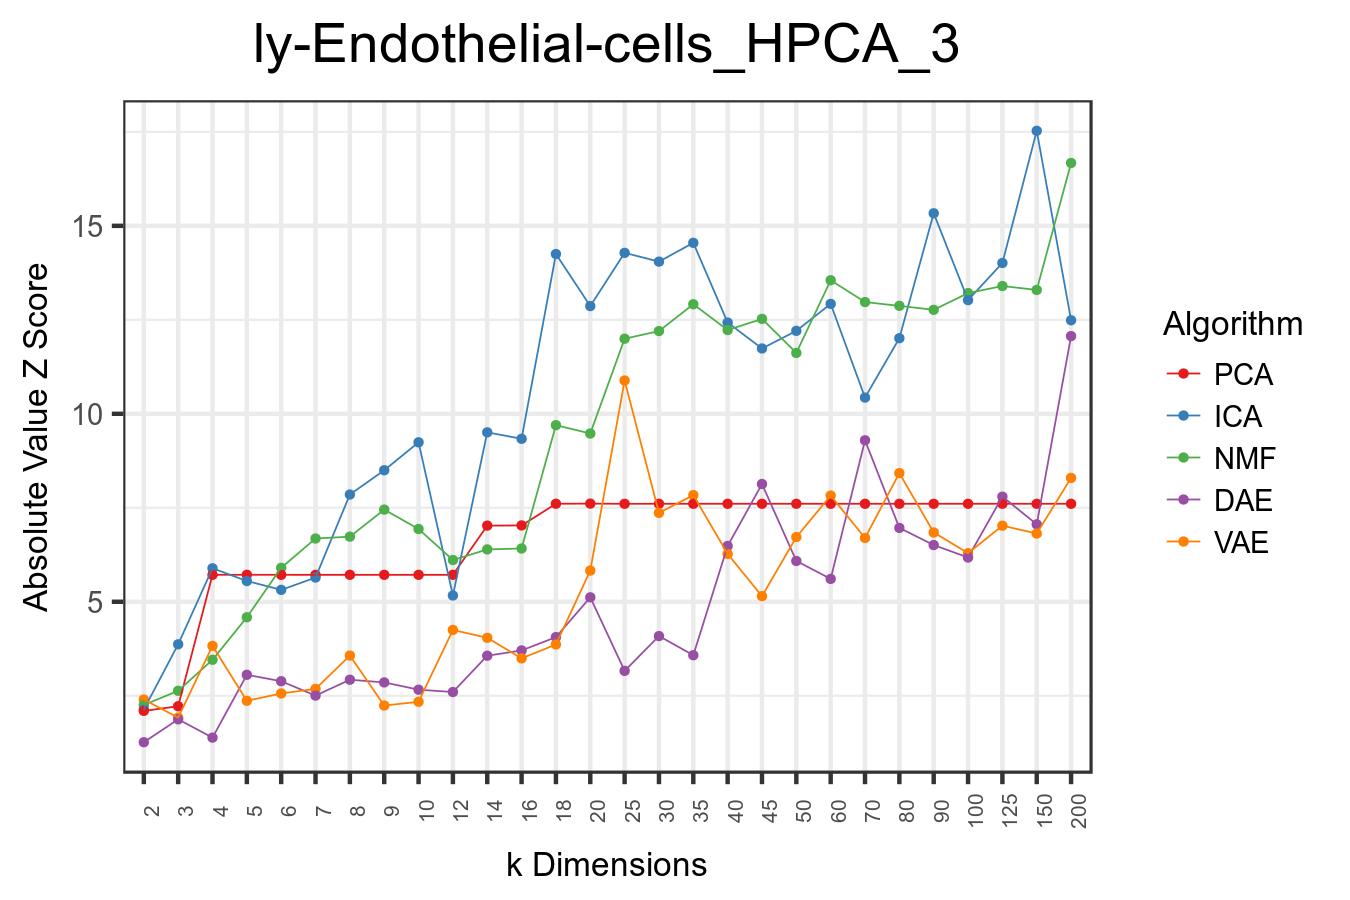 ly-Endothelial-cells_HPCA_3
Absolute Value Z Score
15
10
5
2 3 4 5 6 7 8 9 10 12 14 16 18 20 25 30 35 40 45 50 60 70 80 90 100 125 150 200
k Dimensions
Algorithm
PCA
ICA
NMF
DAE
VAE